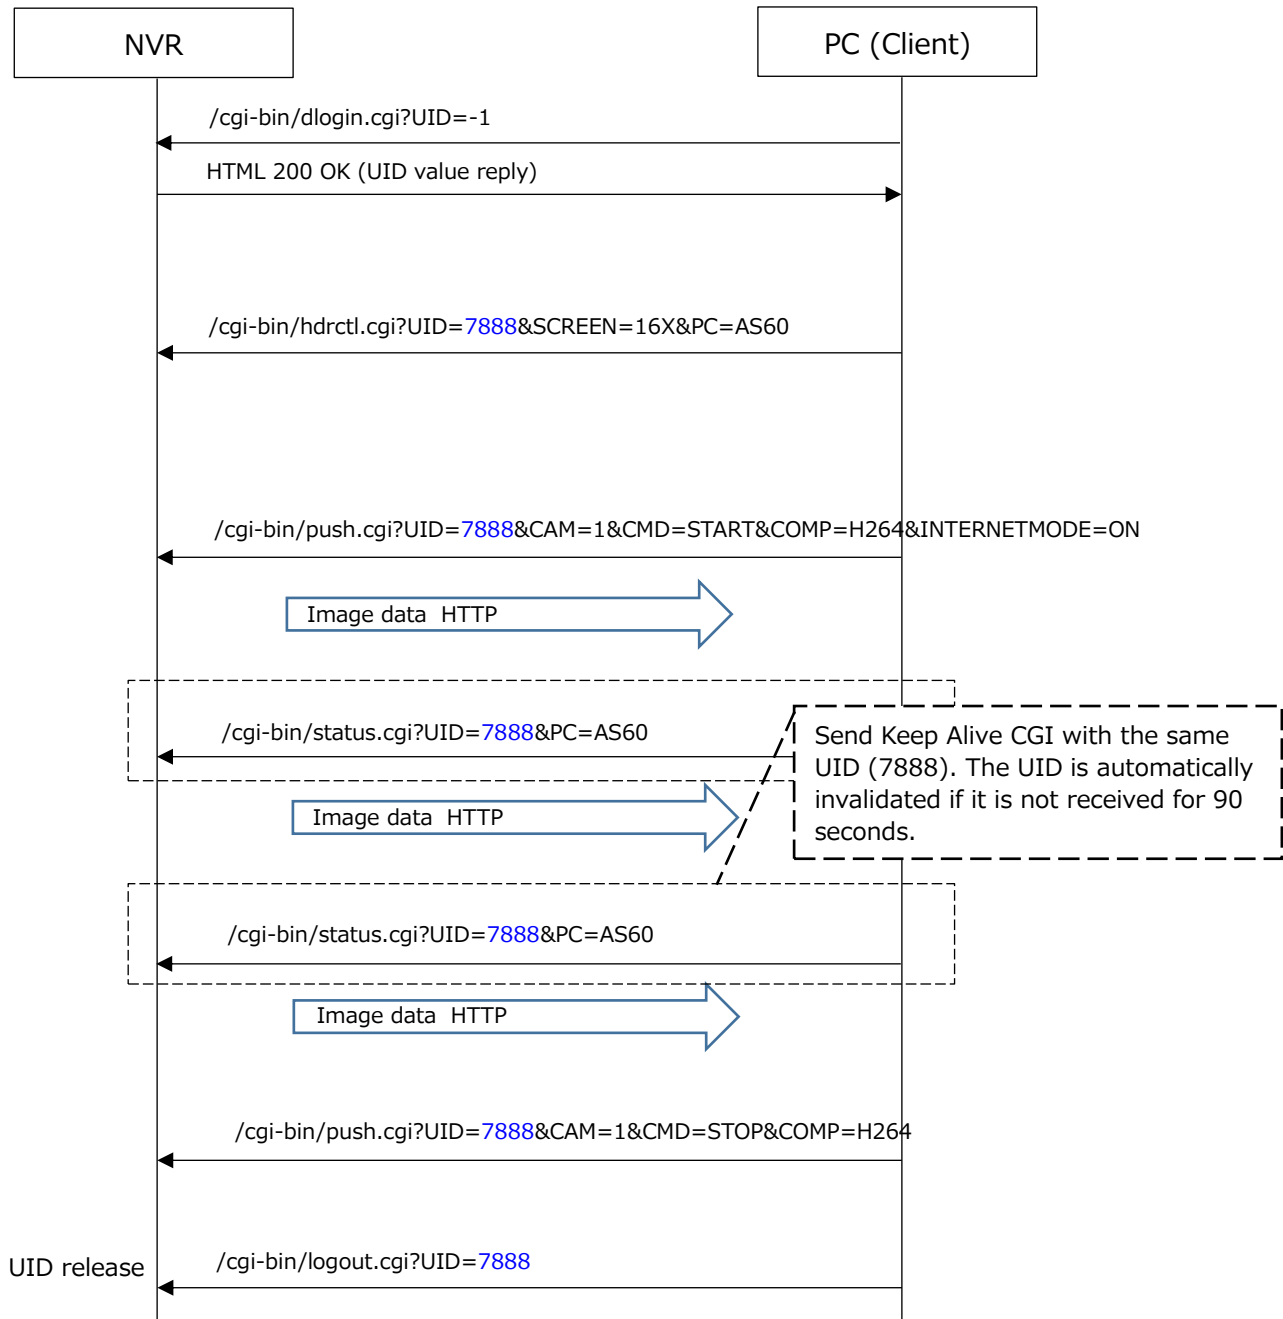 NVR
PC (Client)
/cgi-bin/dlogin.cgi?UID=-1
HTML 200 OK (UID value reply)
/cgi-bin/hdrctl.cgi?UID=7888&SCREEN=16X&PC=AS60
/cgi-bin/push.cgi?UID=7888&CAM=1&CMD=START&COMP=H264&INTERNETMODE=ON
Image data  HTTP
/cgi-bin/status.cgi?UID=7888&PC=AS60
Send Keep Alive CGI with the same
UID (7888). The UID is automatically
invalidated if it is not received for 90
seconds.
Image data  HTTP
/cgi-bin/status.cgi?UID=7888&PC=AS60
Image data  HTTP
/cgi-bin/push.cgi?UID=7888&CAM=1&CMD=STOP&COMP=H264
UID release
/cgi-bin/logout.cgi?UID=7888